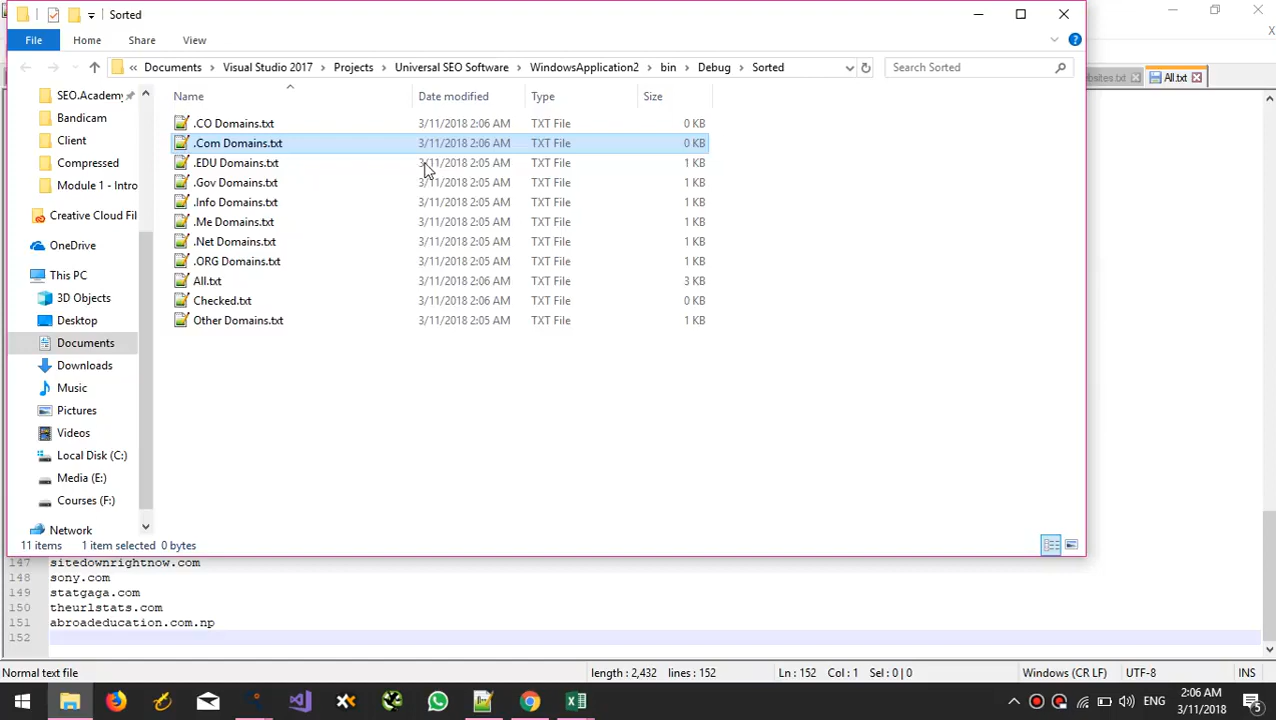 Sorted
File Home Share View
« Documents Visual Studio 2017 Projects Universal SEO Software WindowsApplication2 bin Debug Sorted Search Sorted
bsites.txt All.txt
Name Date modified Type Size
SEO.Academy
Bandicam
Client
Compressed
Module 1 - Intro
Creative Cloud Fil
OneDrive
This PC
3D Objects
Desktop
Documents
Downloads
Music
Pictures
Videos
Local Disk (C:)
Media (E:)
Courses (F:)
Network
.CO Domains.txt 3/11/2018 2:06 AM TXT File 0 KB
.Com Domains.txt 3/11/2018 2:06 AM TXT File 0 KB
.EDU Domains.txt 3/11/2018 2:05 AM TXT File 1 KB
.Gov Domains.txt 3/11/2018 2:05 AM TXT File 1 KB
.Info Domains.txt 3/11/2018 2:05 AM TXT File 1 KB
.Me Domains.txt 3/11/2018 2:05 AM TXT File 1 KB
.Net Domains.txt 3/11/2018 2:05 AM TXT File 1 KB
.ORG Domains.txt 3/11/2018 2:05 AM TXT File 1 KB
All.txt 3/11/2018 2:06 AM TXT File 3 KB
Checked.txt 3/11/2018 2:06 AM TXT File 0 KB
Other Domains.txt 3/11/2018 2:05 AM TXT File 1 KB
11 items 1 item selected 0 bytes
147 sitedownrightnow.com
148 sony.com
149 statgaga.com
150 theurlstats.com
151 abroadeducation.com.np
152
Normal text file length : 2,432 lines : 152 Ln : 152 Col : 1 Sel : 0 | 0 Windows (CR LF) UTF-8 INS
ENG 2:06 AM
3/11/2018
5